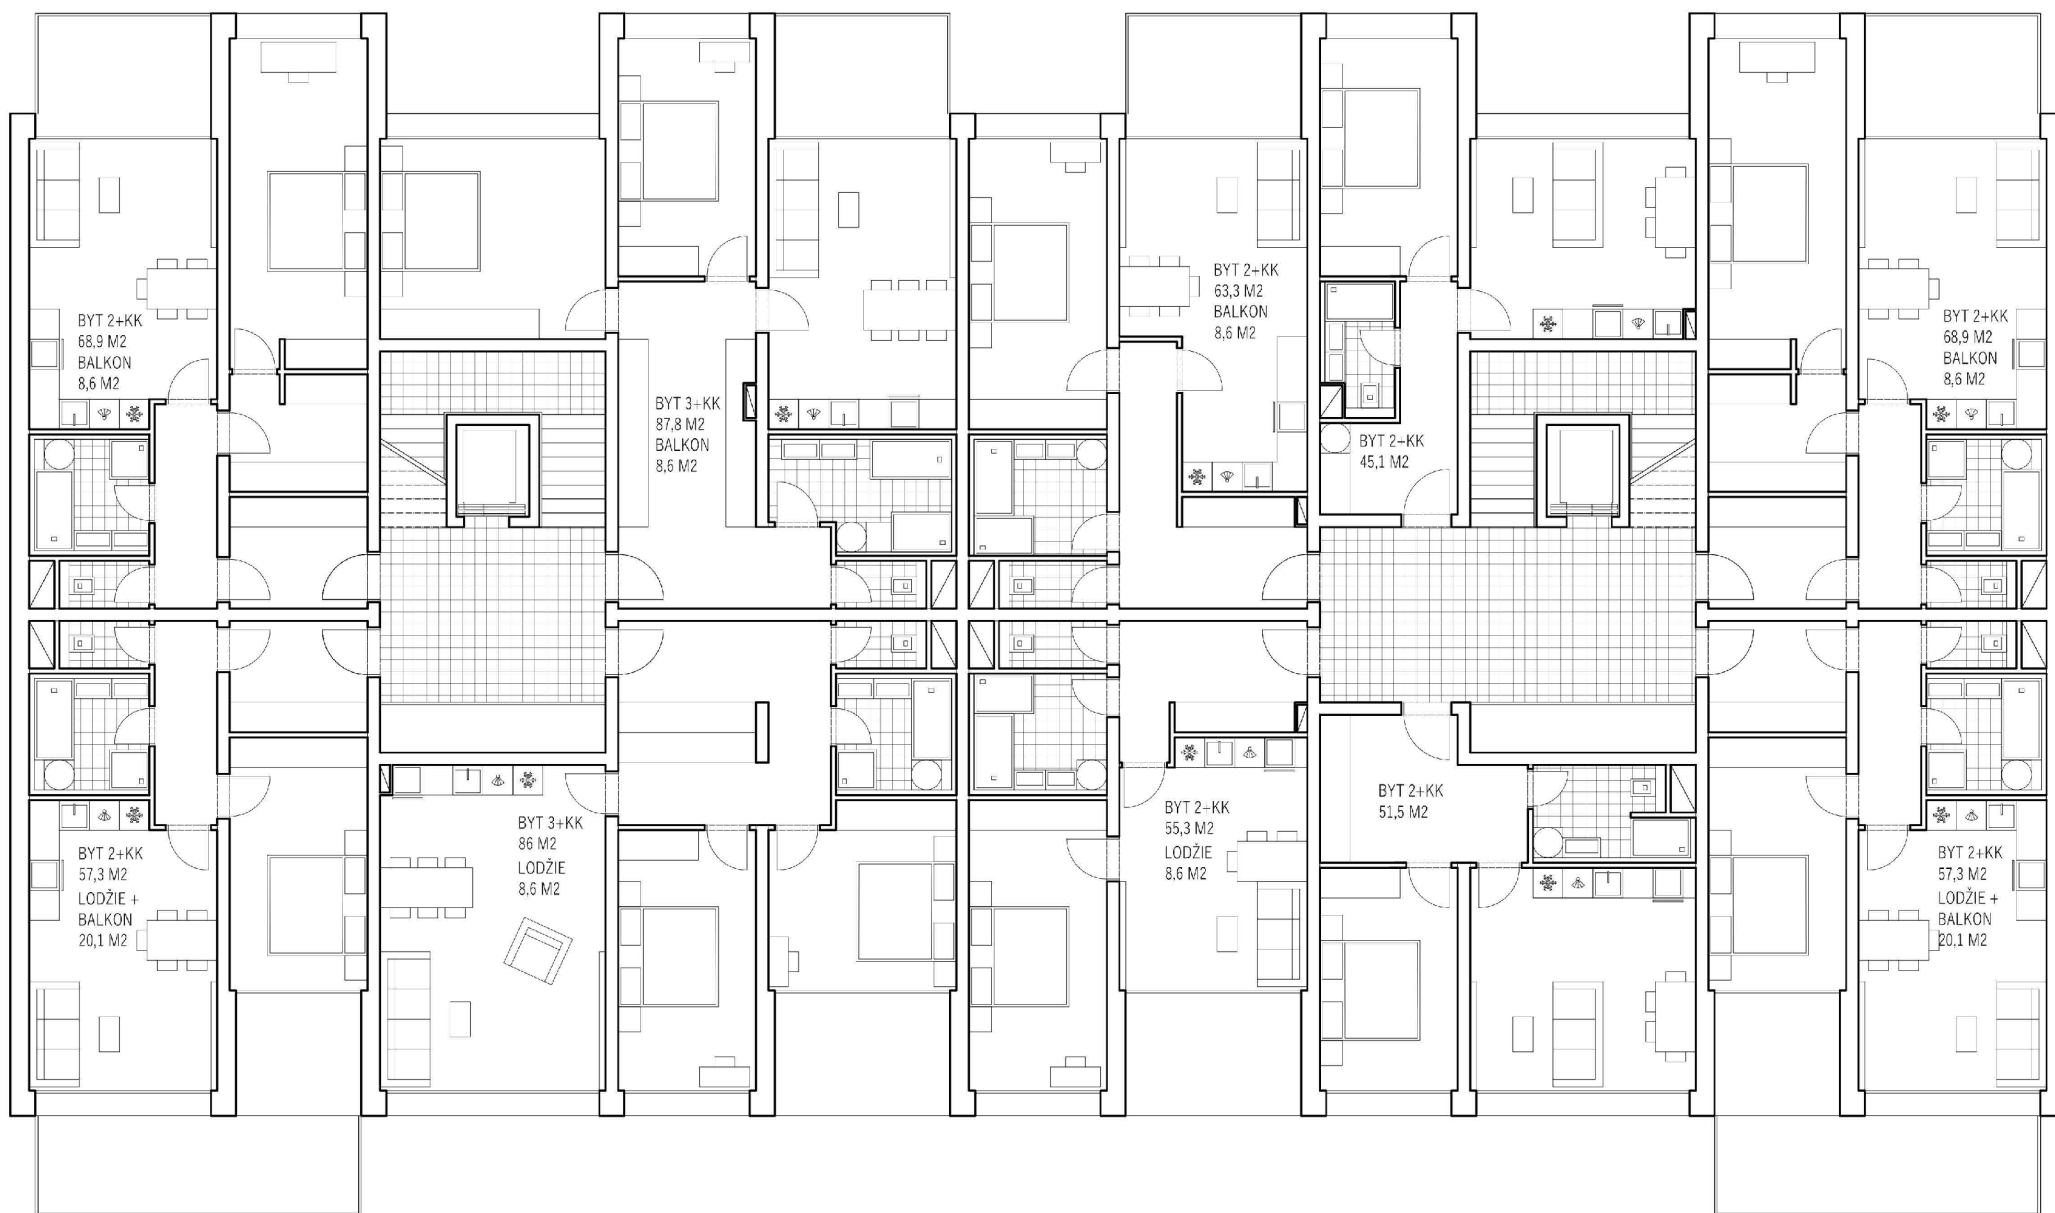 BYT 2+KK
68,9 M2
BALKON
8,6 M2
BYT 3+KK
87,8 M2
BALKON
8,6 M2
BYT 2+KK
63,3 M2
BALKON
8,6 M2
BYT 2+KK
45,1 M2
BYT 2+KK
68,9 M2
BALKON
8,6 M2
BYT 2+KK
57,3 M2
LODŽIE +
BALKON
20,1 M2
BYT 3+KK
86 M2
LODŽIE
8,6 M2
BYT 2+KK
55,3 M2
LODŽIE
8,6 M2
BYT 2+KK
51,5 M2
BYT 2+KK
57,3 M2
LODŽIE +
BALKON
20,1 M2